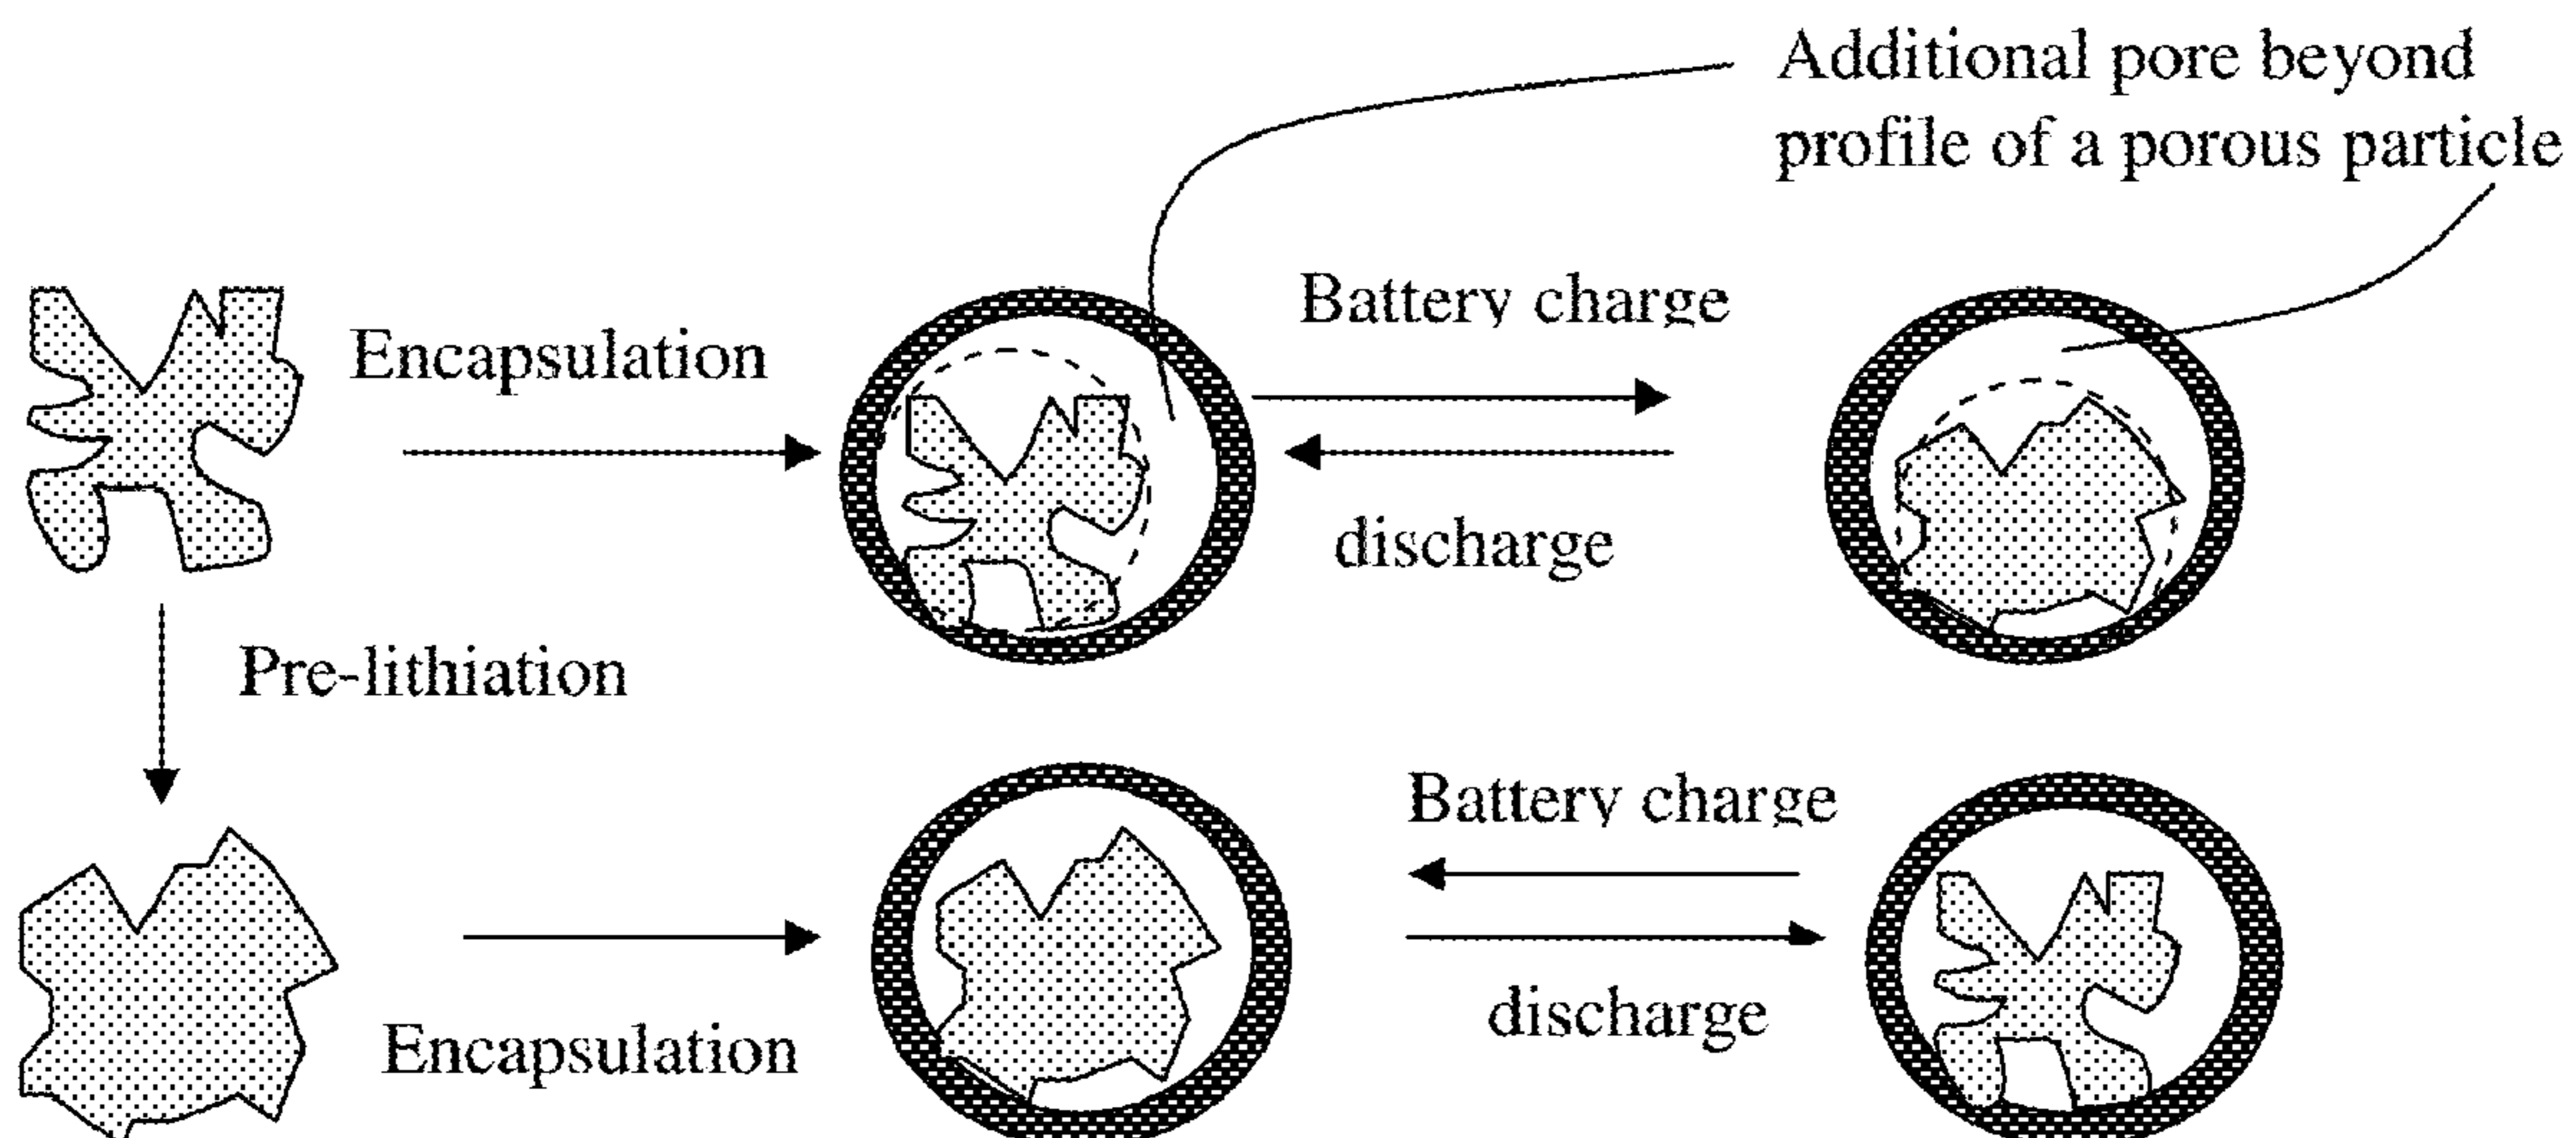 Additional pore beyond
profile of a porous particle
Encapsulation
Battery charge
discharge
Pre-lithiation
Battery charge
discharge
Encapsulation